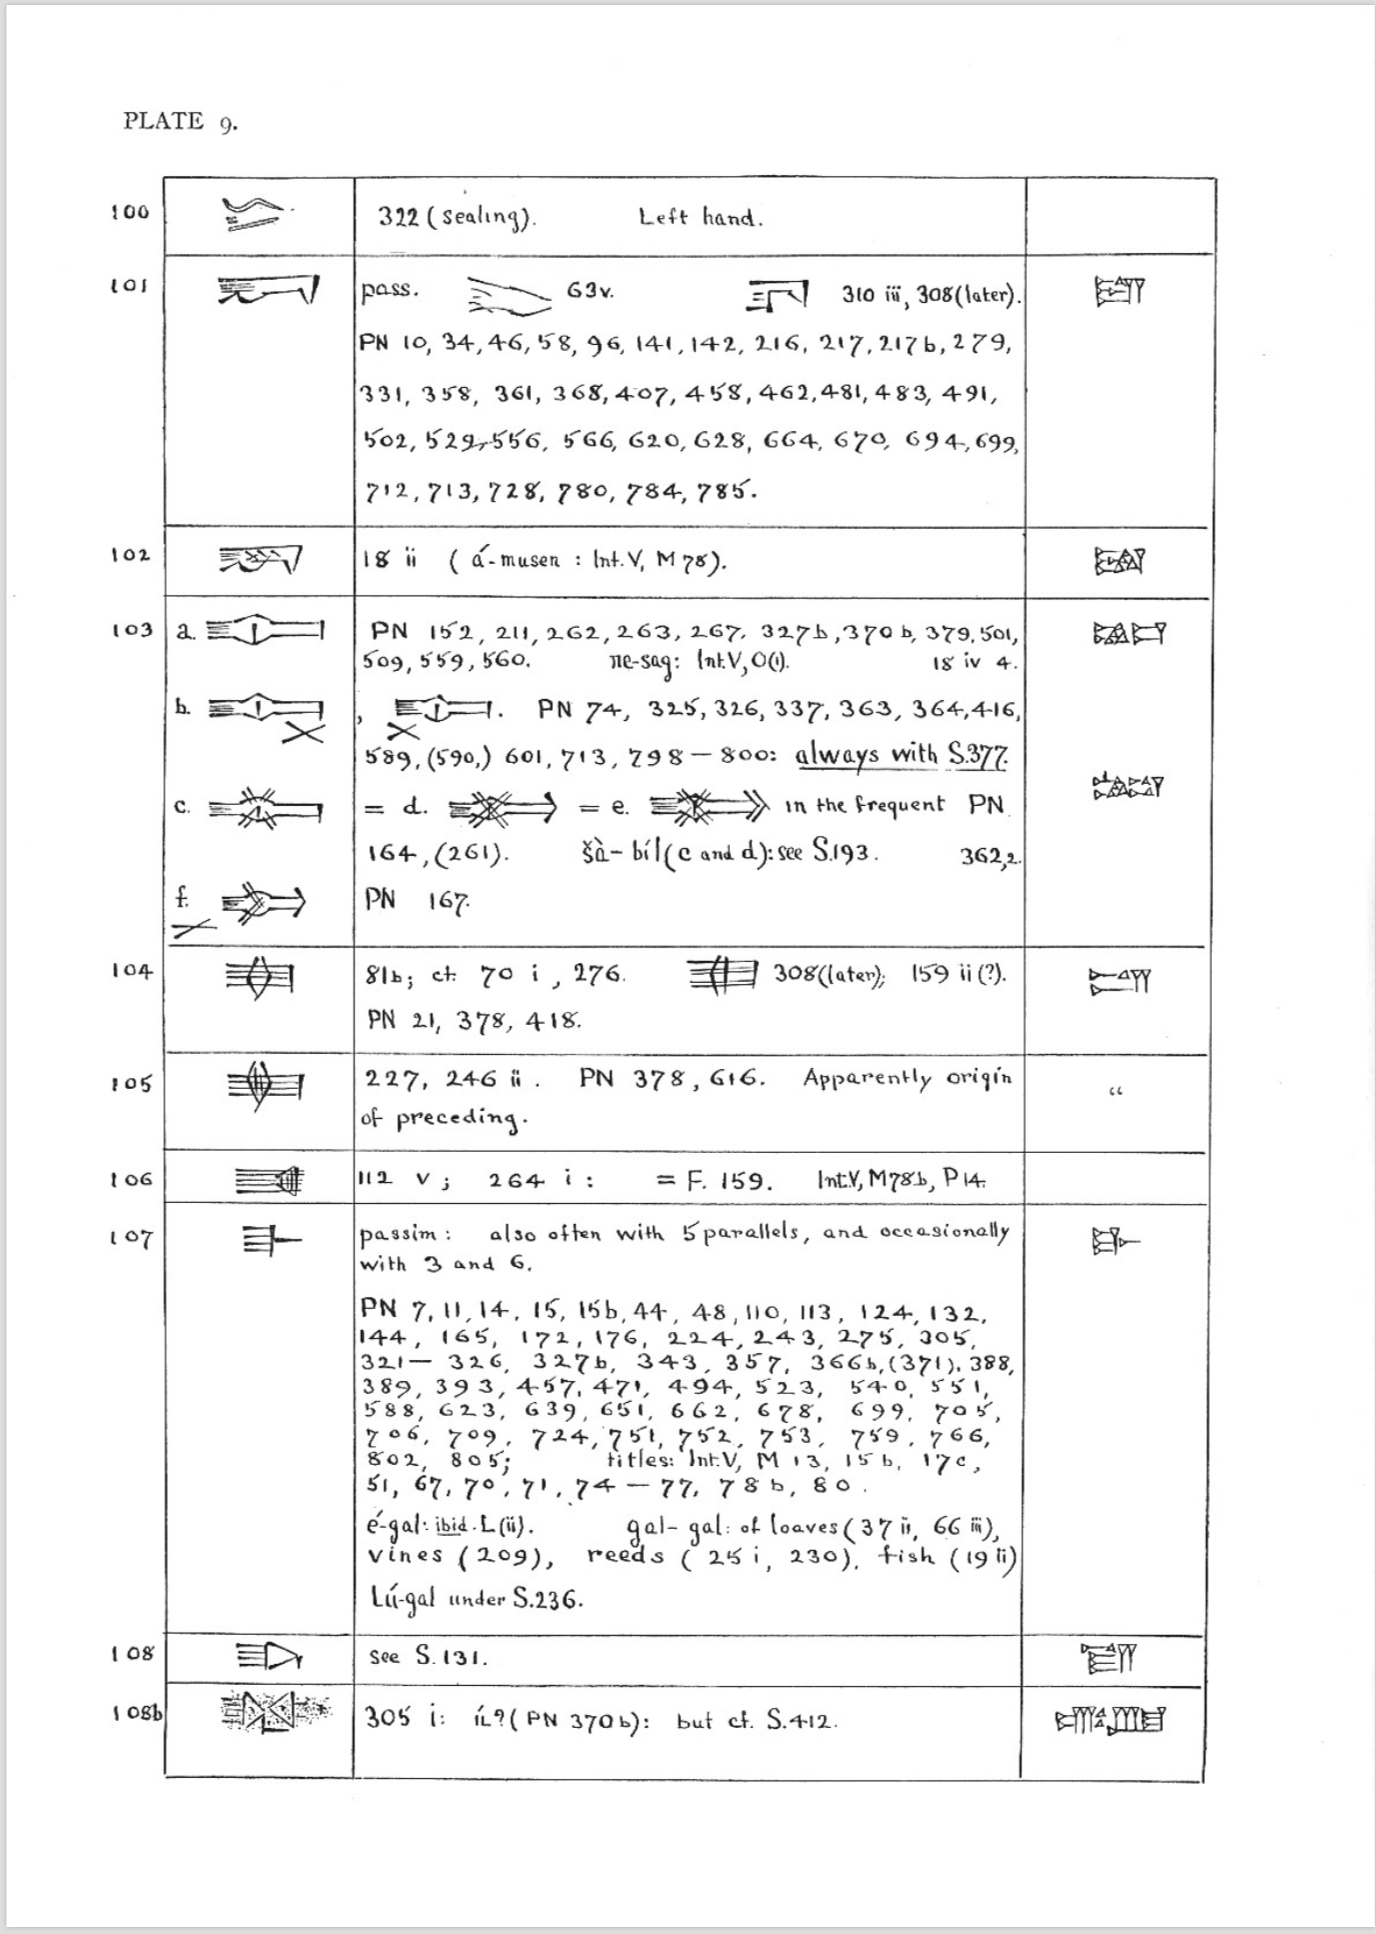 PLATE 9.
100 322 (sealing). Left hand.
101 pass. 63v. 310 iii, 308(later).
PN 10, 34, 46, 58, 96, 141, 142, 216, 217, 217b, 279,
331, 358, 361, 368, 407, 458, 462, 481, 483, 491,
502, 529, 556, 566, 620, 628, 664, 670, 694, 699,
712, 713, 728, 780, 784, 785.
102 18 ii (á-musen : Int.V, M78).
103 a. PN 152, 211, 262, 263, 267, 327b, 370b, 379, 501,
509, 559, 560. ne-sag: Int.V, O(i). 18 iv 4.
b. , . PN 74, 325, 326, 337, 363, 364, 416,
589, (590,) 601, 713, 798 — 800: always with S.377.
c. = d. = e. in the frequent PN
164, (261). šà-bíl (c and d): see S.193. 362,2.
f. PN 167.
104 81b; cf. 70 i, 276. 308(later); 159 ii (?).
PN 21, 378, 418.
105 227, 246 ii. PN 378, 616. Apparently origin “
of preceding.
106 112 v; 264 i: = F. 159. Int.V, M78b, P14.
107 passim: also often with 5 parallels, and occasionally
with 3 and 6.
PN 7, 11, 14, 15, 15b, 44, 48, 110, 113, 124, 132,
144, 165, 172, 176, 224, 243, 275, 305,
321 — 326, 327b, 343, 357, 366b, (371), 388,
389, 393, 457, 471, 494, 523, 540, 551,
588, 623, 639, 651, 662, 678, 699, 705,
706, 709, 724, 751, 752, 753, 759, 766,
802, 805; titles: Int.V, M 13, 15b, 17c,
51, 67, 70, 71, 74 — 77, 78b, 80.
é-gal: ibid. L(ii). gal-gal: of loaves (37 ii, 66 iii),
vines (209), reeds (25 i, 230), fish (19 ii)
Lú-gal under S.236.
108 see S.131.
108b 305 i: íL? (PN 370b): but cf. S.412.